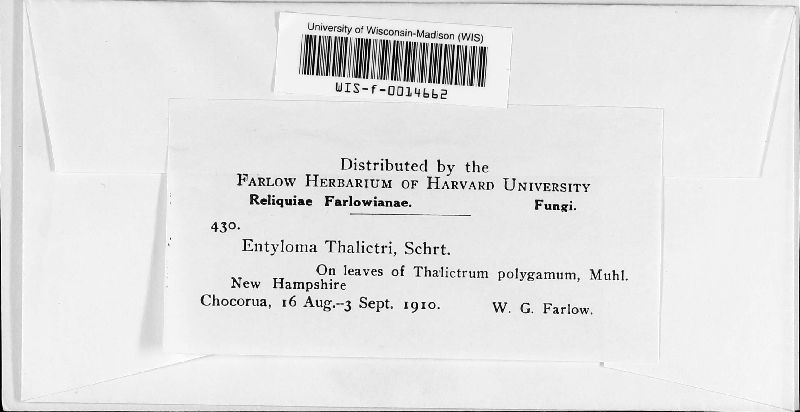 University of Wisconsin-Madison (WIS)
WIS-f-0014662
Distributed by the
FARLOW HERBARIUM OF HARVARD UNIVERSITY
Reliquiae Farlowianae. Fungi.
430.
Entyloma Thalictri, Schrt.
On leaves of Thalictrum polygamum, Muhl.
New Hampshire
Chocorua, 16 Aug.–3 Sept. 1910. W. G. Farlow.